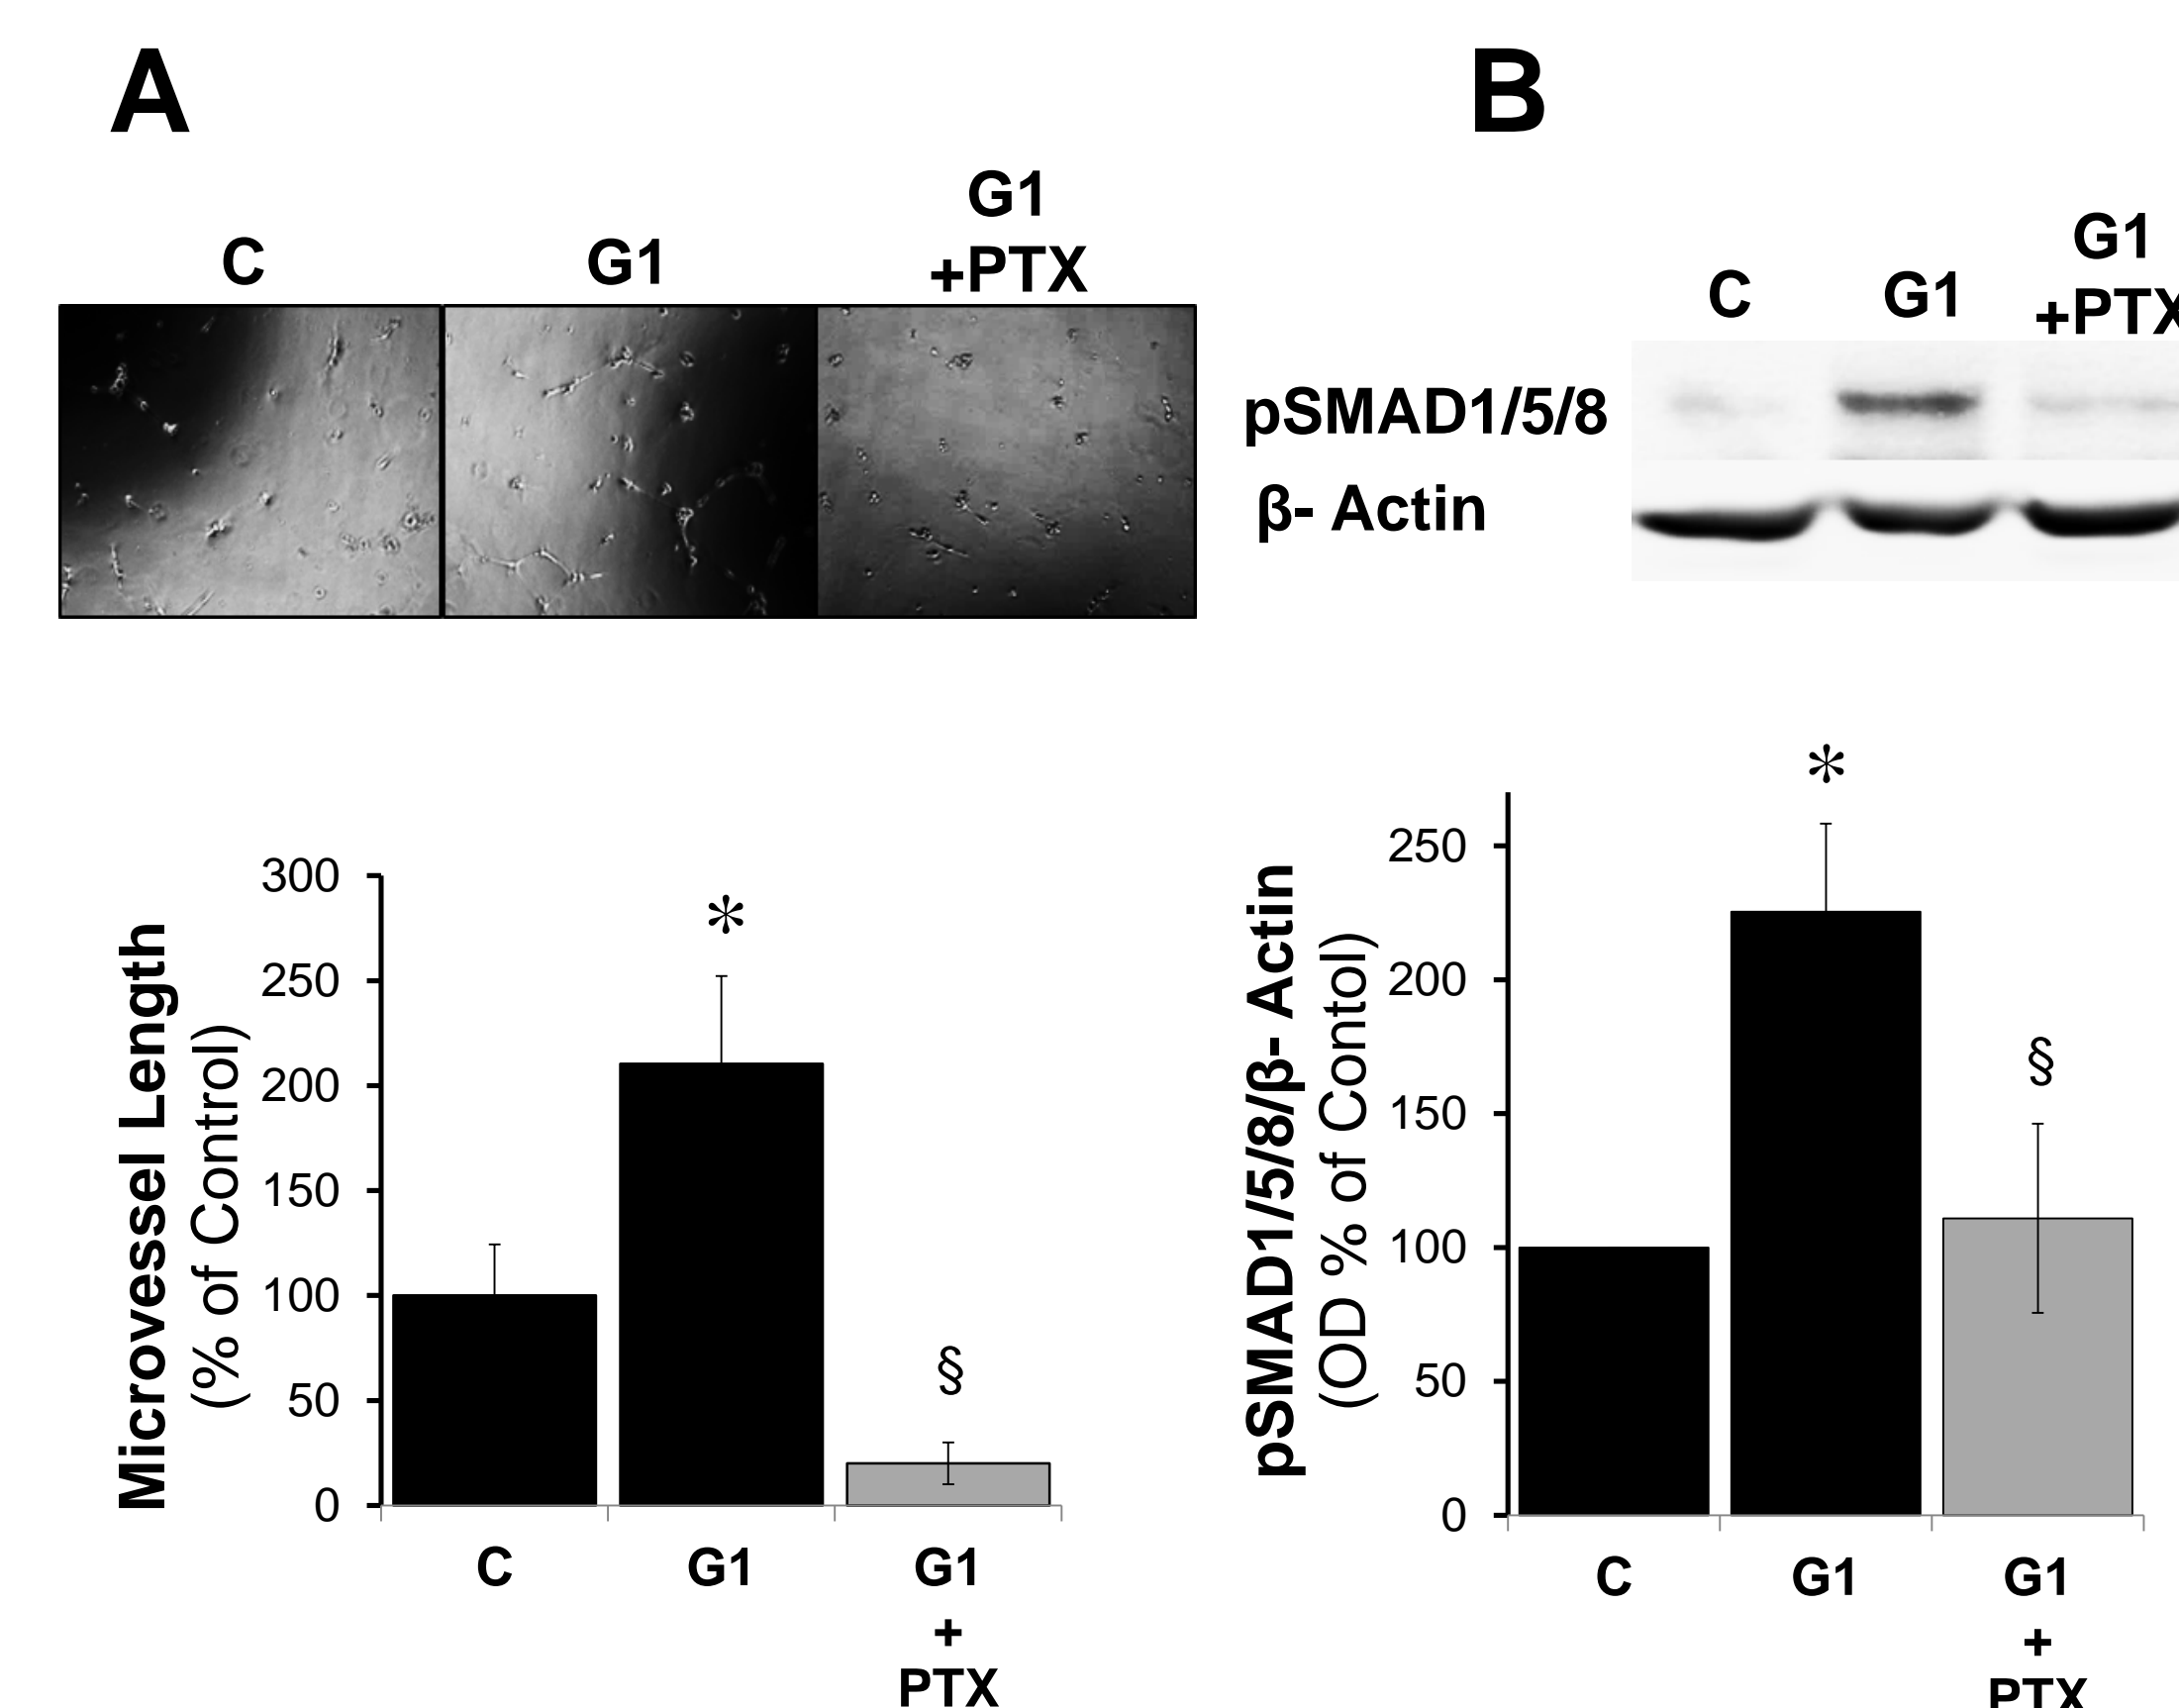 A
C
G1
G1
+PTX
Microvessel Length
(% of Control)
300
250
200
150
100
50
0
*
§
C
G1
G1
+
PTX
B
C
G1
G1
+PTX
pSMAD1/5/8
β- Actin
pSMAD1/5/8/β- Actin
(OD % of Contol)
250
200
150
100
50
0
*
§
C
G1
G1
+
PTX